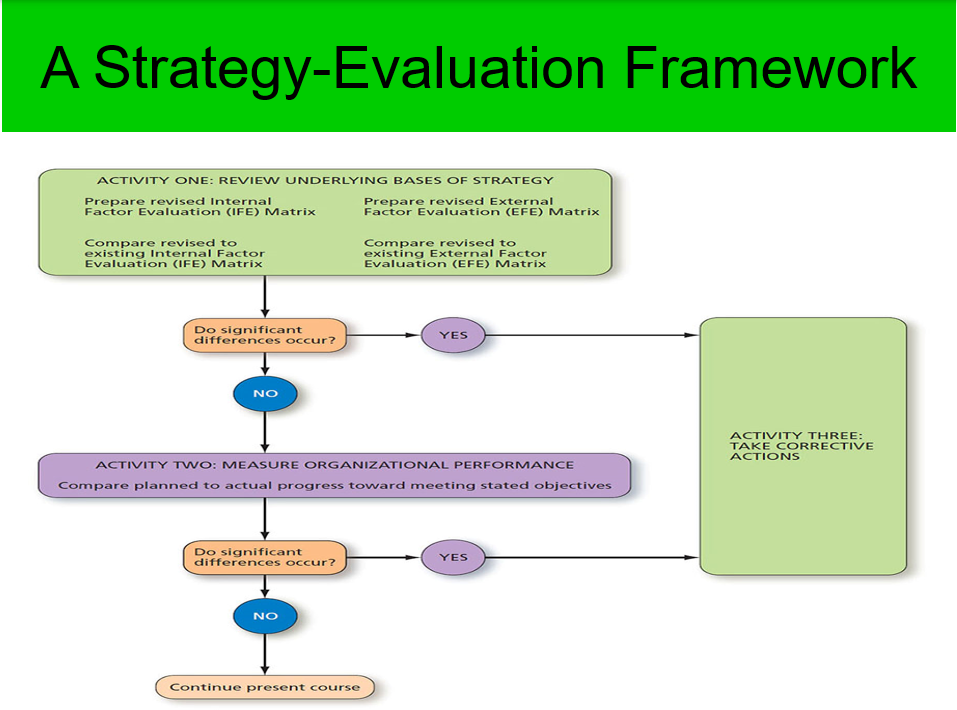 A Strategy-Evaluation Framework
ACTIVITY ONE: REVIEW UNDERLYING BASES OF STRATEGY
Prepare revised Internal
Factor Evaluation (IFE) Matrix
Prepare revised External
Factor Evaluation (EFE) Matrix
Compare revised to
existing Internal Factor
Evaluation (IFE) Matrix
Compare revised to
existing External Factor
Evaluation (EFE) Matrix
Do significant
differences occur?
YES
NO
ACTIVITY THREE:
TAKE CORRECTIVE
ACTIONS
ACTIVITY TWO: MEASURE ORGANIZATIONAL PERFORMANCE
Compare planned to actual progress toward meeting stated objectives
Do significant
differences occur?
YES
NO
Continue present course